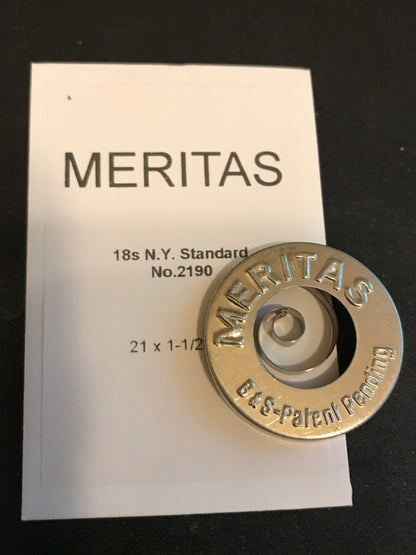 MERITAS
18s N.Y. Standard
No.2190
21 x 1-1/2
MERITAS
B&S-Patent Pending